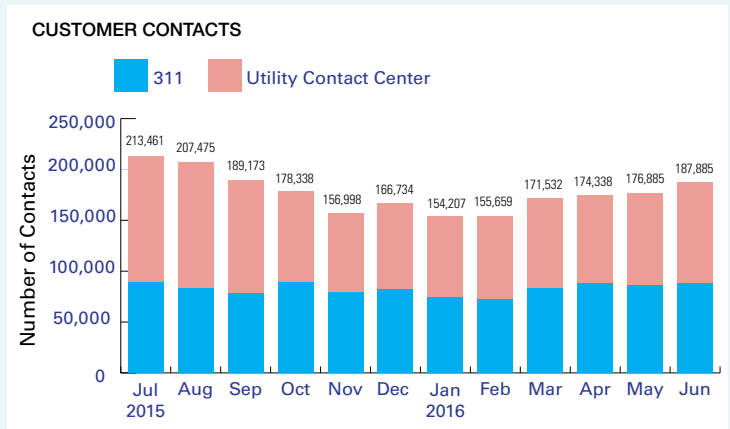 CUSTOMER CONTACTS
311 Utility Contact Center
Number of Contacts
250,000
200,000
150,000
100,000
50,000
0
213,461 207,475 189,173 178,338 156,998 166,734 154,207 155,659 171,532 174,338 176,885 187,885
Jul Aug Sep Oct Nov Dec Jan Feb Mar Apr May Jun
2015 2016